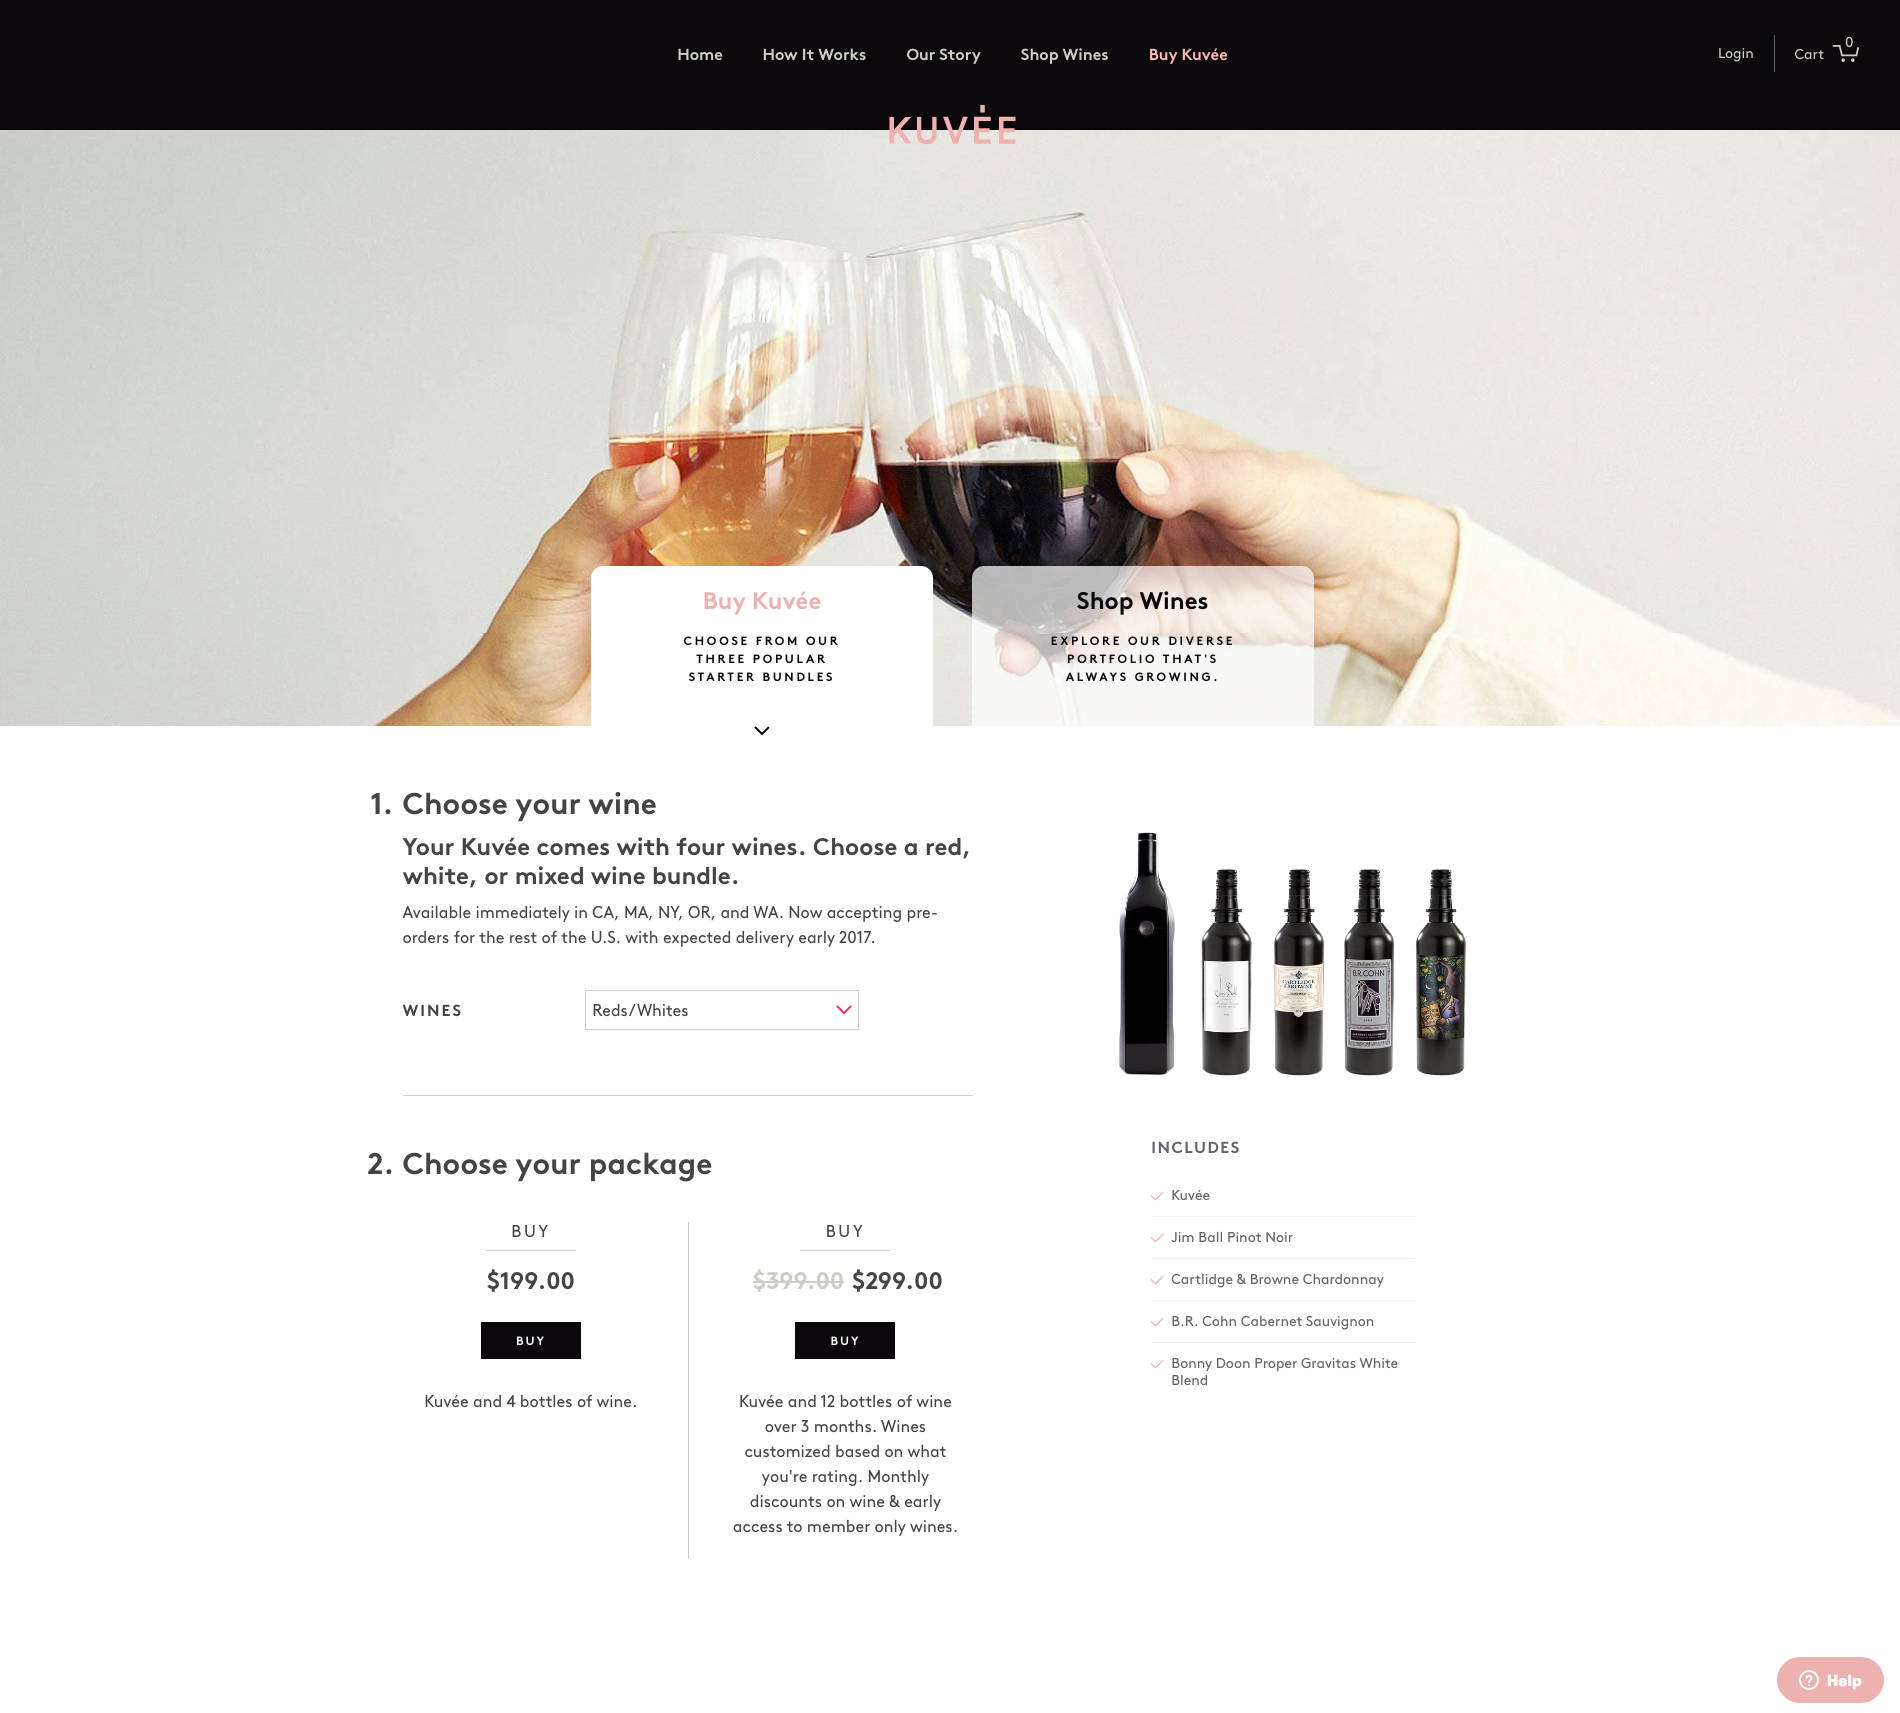 Home
How It Works
Our Story
Shop Wines
Buy Kuvée
Login
Cart
0
KUVÉE
Buy Kuvée
CHOOSE FROM OUR
THREE POPULAR
STARTER BUNDLES
Shop Wines
EXPLORE OUR DIVERSE
PORTFOLIO THAT'S
ALWAYS GROWING.
1. Choose your wine
Your Kuvée comes with four wines. Choose a red,
white, or mixed wine bundle.
Available immediately in CA, MA, NY, OR, and WA. Now accepting pre-
orders for the rest of the U.S. with expected delivery early 2017.
WINES
Reds/Whites
CARTLIDGE
& BROWNE
B.R. COHN
2. Choose your package
BUY
$199.00
BUY
Kuvée and 4 bottles of wine.
BUY
$399.00 $299.00
BUY
Kuvée and 12 bottles of wine
over 3 months. Wines
customized based on what
you're rating. Monthly
discounts on wine & early
access to member only wines.
INCLUDES
Kuvée
Jim Ball Pinot Noir
Cartlidge & Browne Chardonnay
B.R. Cohn Cabernet Sauvignon
Bonny Doon Proper Gravitas White
Blend
Help